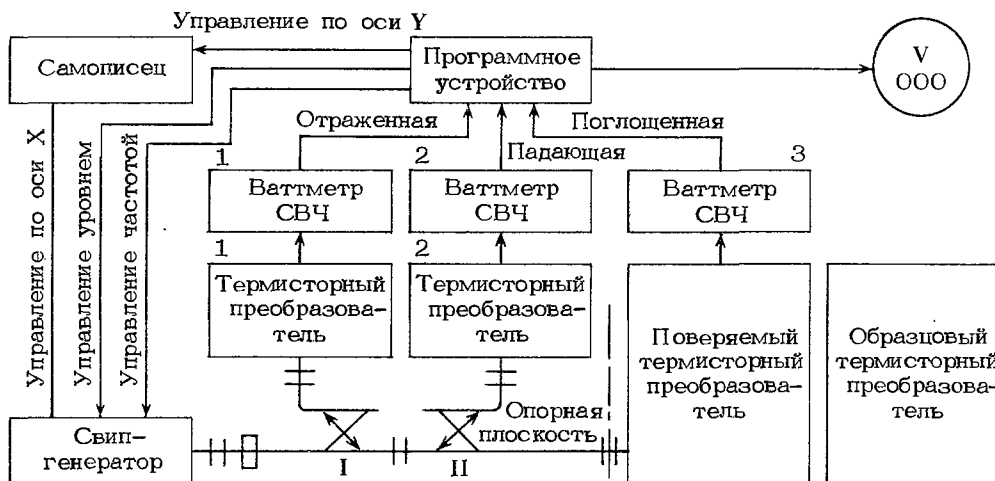 Управление по оси Y
Самописец
Программное
устройство
V
000
Управление по оси X
Управление уровнем
Управление частотой
Отраженная
Падающая
Поглощенная
1
Ваттметр
СВЧ
2
Ваттметр
СВЧ
3
Ваттметр
СВЧ
1
Термисторный
преобразова-
тель
2
Термисторный
преобразова-
тель
Поверяемый
термисторный
преобразова-
тель
Образцовый
термисторный
преобразова-
тель
Опорная
плоскость
Свип-
генератор
I
II